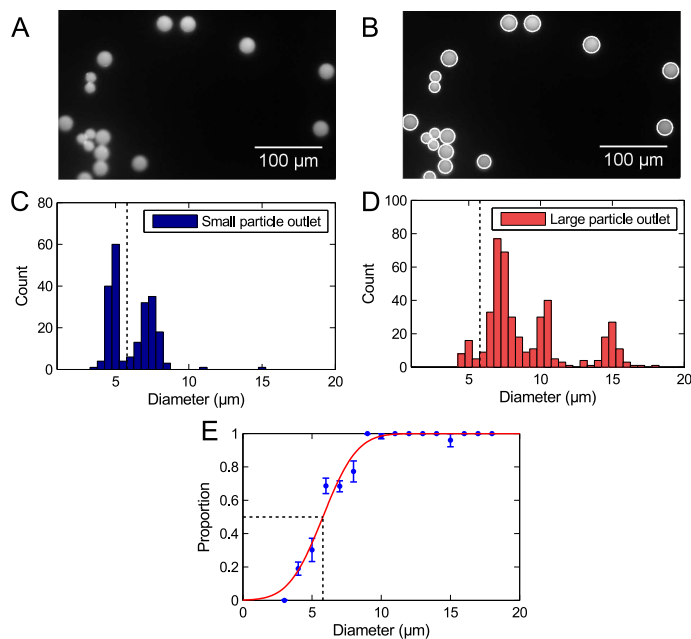 A
B
100 µm
100 µm
C
80
60
40
20
0
Small particle outlet
Count
5
10
15
20
Diameter (µm)
D
100
80
60
40
20
0
Large particle outlet
Count
5
10
15
20
Diameter (µm)
E
1
0.8
0.6
0.4
0.2
0
Proportion
0
5
10
15
20
Diameter (µm)